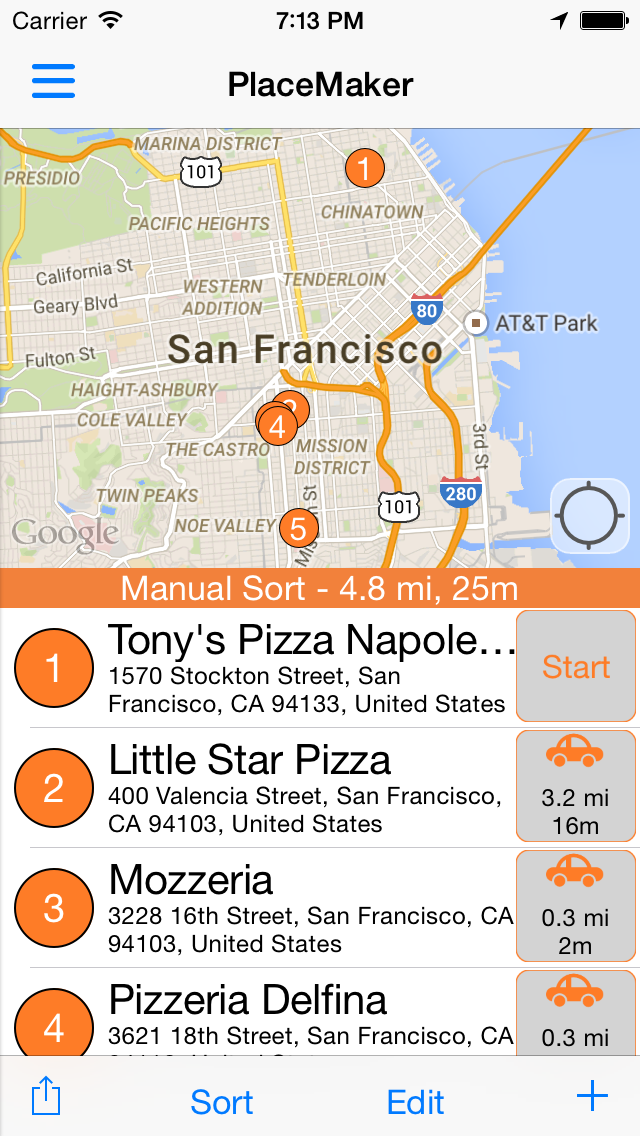 Carrier 7:13 PM
PlaceMaker
MARINA DISTRICT
PRESIDIO
101
1
CHINATOWN
PACIFIC HEIGHTS
California St
TENDERLOIN
WESTERN
ADDITION
Geary Blvd
80
AT&T Park
San Francisco
Fulton St
HAIGHT-ASHBURY
COLE VALLEY
4
THE CASTRO
MISSION
DISTRICT
3rd St
TWIN PEAKS
280
101
NOE VALLEY
5
Google
Manual Sort - 4.8 mi, 25m
1
Tony's Pizza Napole...
1570 Stockton Street, San
Francisco, CA 94133, United States
Start
2
Little Star Pizza
400 Valencia Street, San Francisco,
CA 94103, United States
3.2 mi
16m
3
Mozzeria
3228 16th Street, San Francisco, CA
94103, United States
0.3 mi
2m
4
Pizzeria Delfina
3621 18th Street, San Francisco, CA
0.3 mi
Sort
Edit